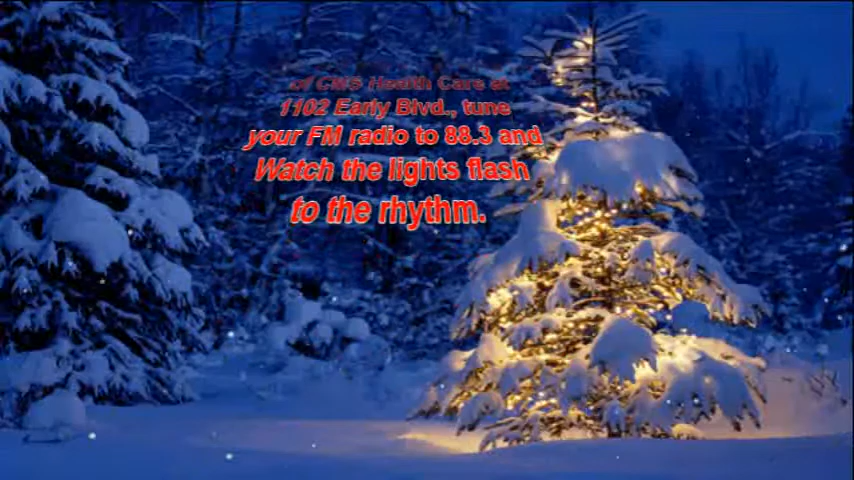 of CMS Health Care at
1102 Early Blvd., tune
your FM radio to 88.3 and
Watch the lights flash
to the rhythm.